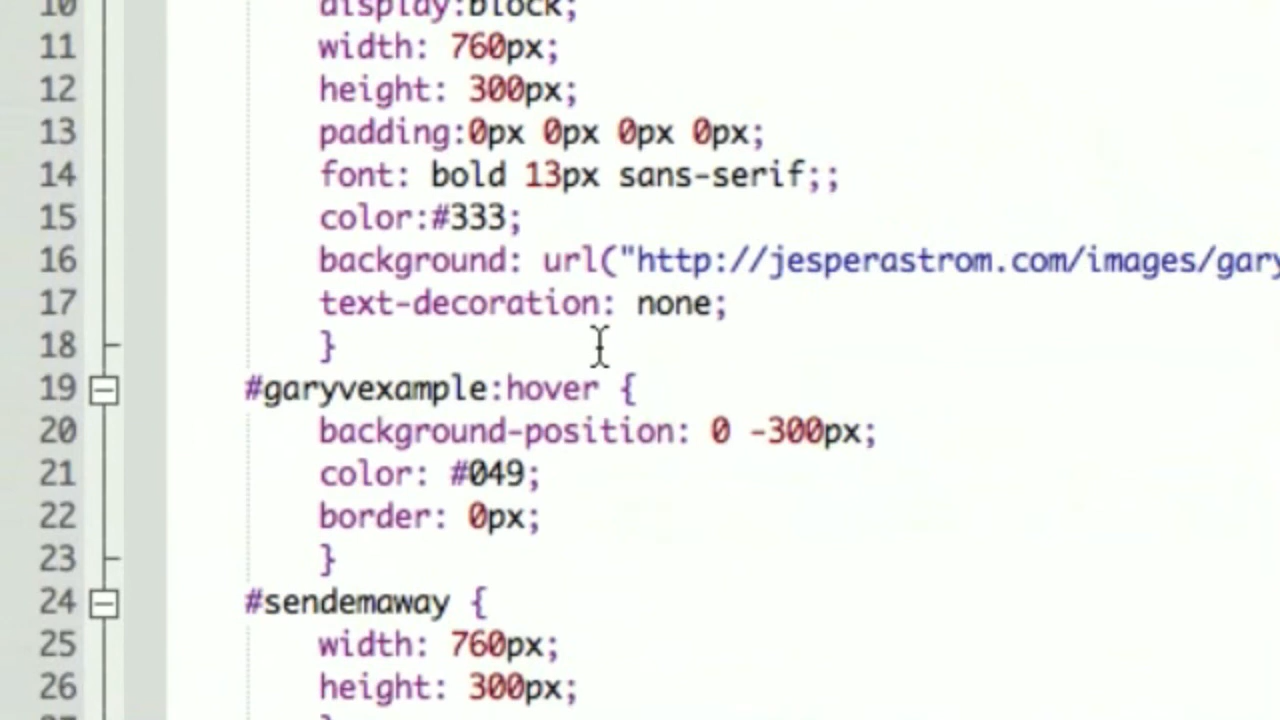 10 display:block;
11 width: 760px;
12 height: 300px;
13 padding:0px 0px 0px 0px;
14 font: bold 13px sans-serif;;
15 color:#333;
16 background: url("http://jesperastrom.com/images/gary
17 text-decoration: none;
18 }
19 #garyvexample:hover {
20 background-position: 0 -300px;
21 color: #049;
22 border: 0px;
23 }
24 #sendemaway {
25 width: 760px;
26 height: 300px;
27 }